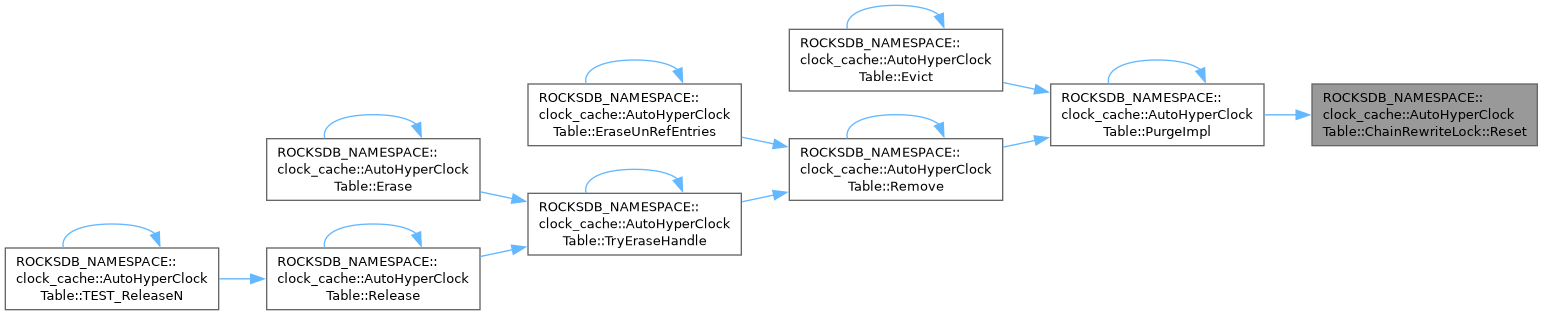 ROCKSDB_NAMESPACE::
clock_cache::AutoHyperClock
Table::Evict
ROCKSDB_NAMESPACE::
clock_cache::AutoHyperClock
Table::EraseUnRefEntries
ROCKSDB_NAMESPACE::
clock_cache::AutoHyperClock
Table::PurgeImpl
ROCKSDB_NAMESPACE::
clock_cache::AutoHyperClock
Table::ChainRewriteLock::Reset
ROCKSDB_NAMESPACE::
clock_cache::AutoHyperClock
Table::Erase
ROCKSDB_NAMESPACE::
clock_cache::AutoHyperClock
Table::Remove
ROCKSDB_NAMESPACE::
clock_cache::AutoHyperClock
Table::TryEraseHandle
ROCKSDB_NAMESPACE::
clock_cache::AutoHyperClock
Table::TEST_ReleaseN
ROCKSDB_NAMESPACE::
clock_cache::AutoHyperClock
Table::Release